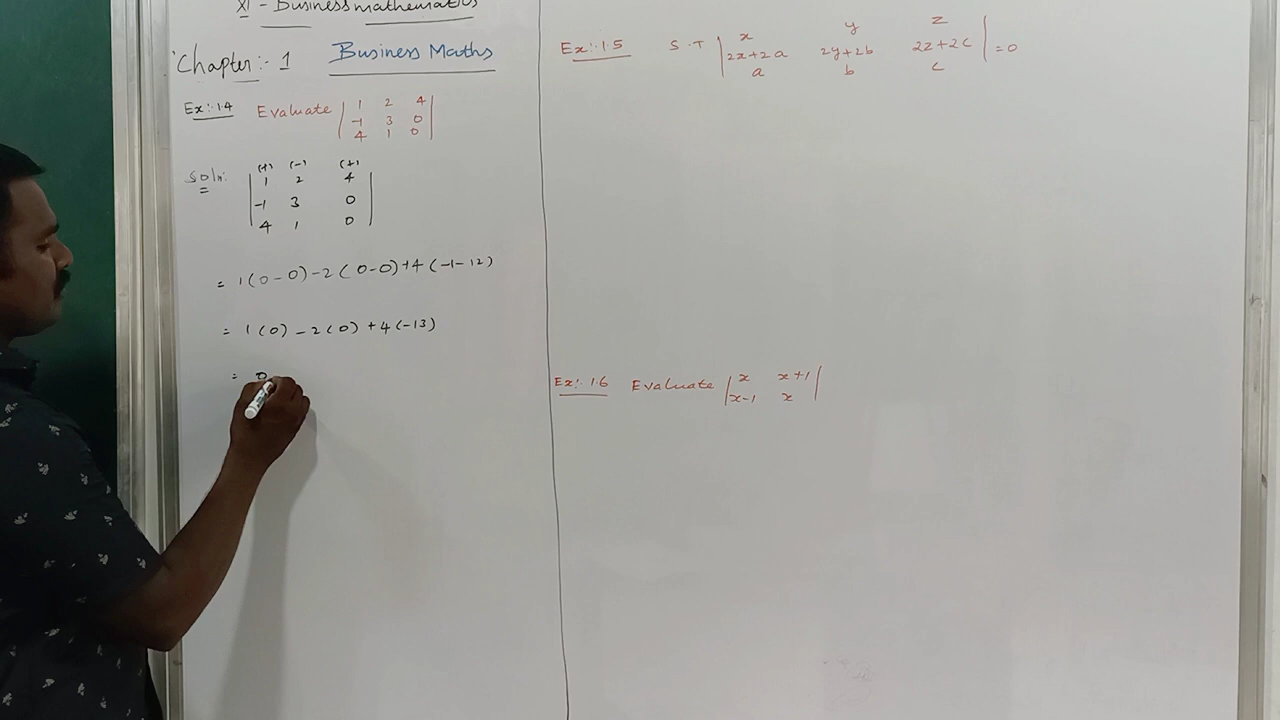 XI - Business mathematics
Chapter:- 1 Business Maths
Ex:-1.4 Evaluate | 1 2 4 |
| -1 3 0 |
| 4 1 0 |
Soln:
(+) (-) (+)
| 1 2 4 |
| -1 3 0 |
| 4 1 0 |
= 1(0-0)-2(0-0)+4(-1-12)
= 1(0) - 2(0) + 4(-13)
= 0
Ex:-1.5 S.T | x y z |
| 2x+2a 2y+2b 2z+2c | =0
| a b c |
Ex:- 1.6 Evaluate | x x+1 |
| x-1 x |